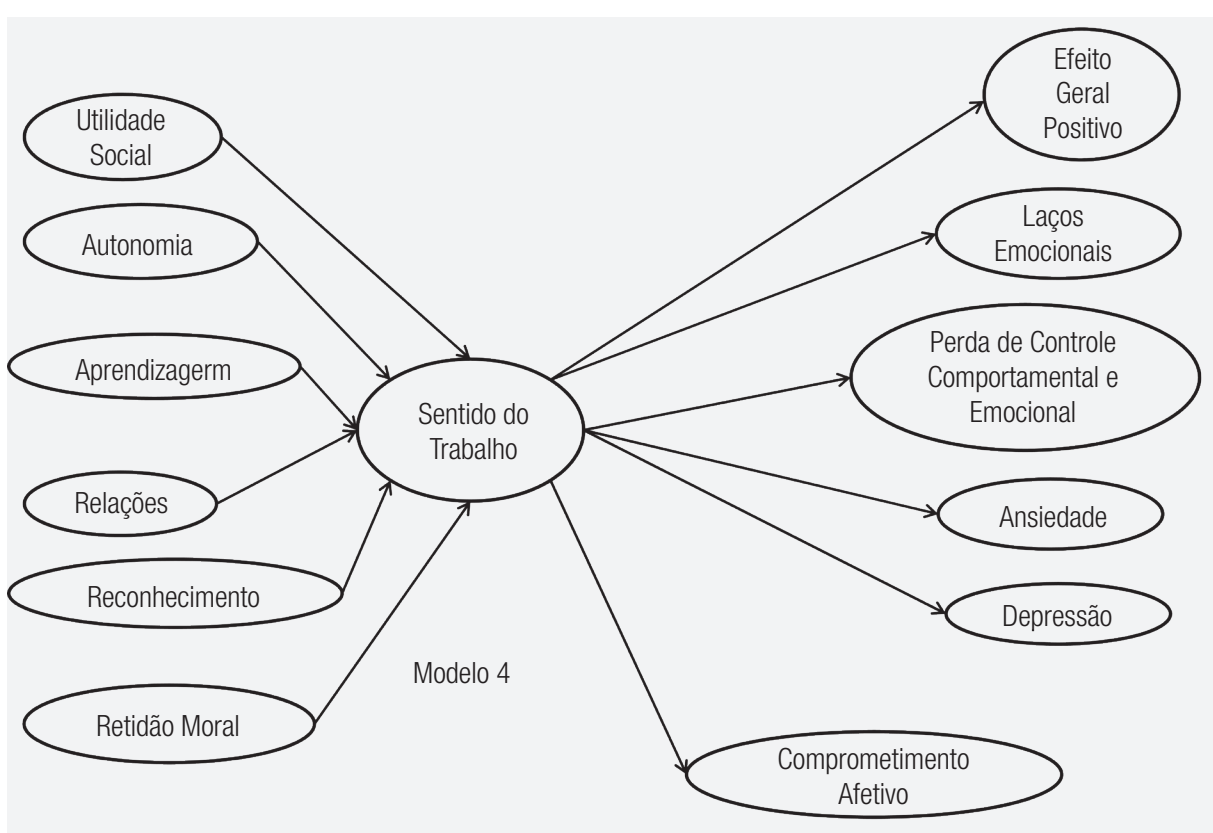 Utilidade
Social
Autonomia
Aprendizagerm
Relações
Reconhecimento
Retidão Moral
Sentido do
Trabalho
Modelo 4
Efeito
Geral
Positivo
Laços
Emocionais
Perda de Controle
Comportamental e
Emocional
Ansiedade
Depressão
Comprometimento
Afetivo